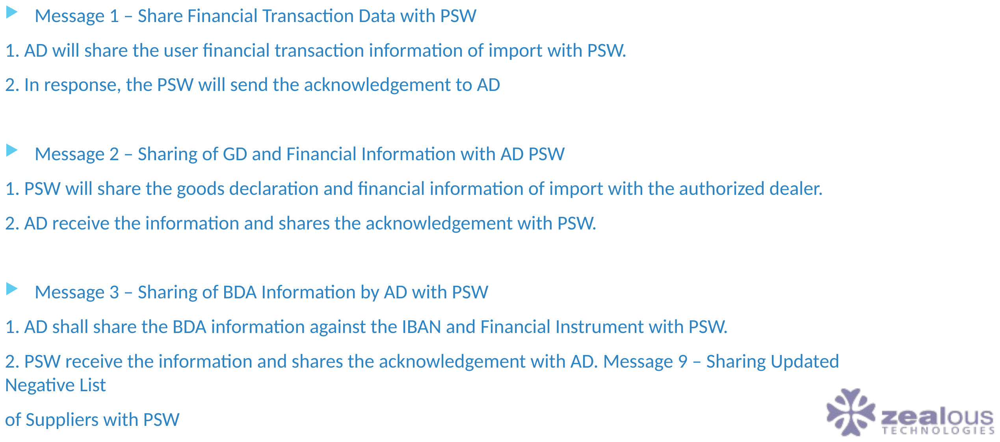 Message 1 – Share Financial Transaction Data with PSW
1. AD will share the user financial transaction information of import with PSW.
2. In response, the PSW will send the acknowledgement to AD
Message 2 – Sharing of GD and Financial Information with AD PSW
1. PSW will share the goods declaration and financial information of import with the authorized dealer.
2. AD receive the information and shares the acknowledgement with PSW.
Message 3 – Sharing of BDA Information by AD with PSW
1. AD shall share the BDA information against the IBAN and Financial Instrument with PSW.
2. PSW receive the information and shares the acknowledgement with AD. Message 9 – Sharing Updated
Negative List
of Suppliers with PSW
zealous
TECHNOLOGIES